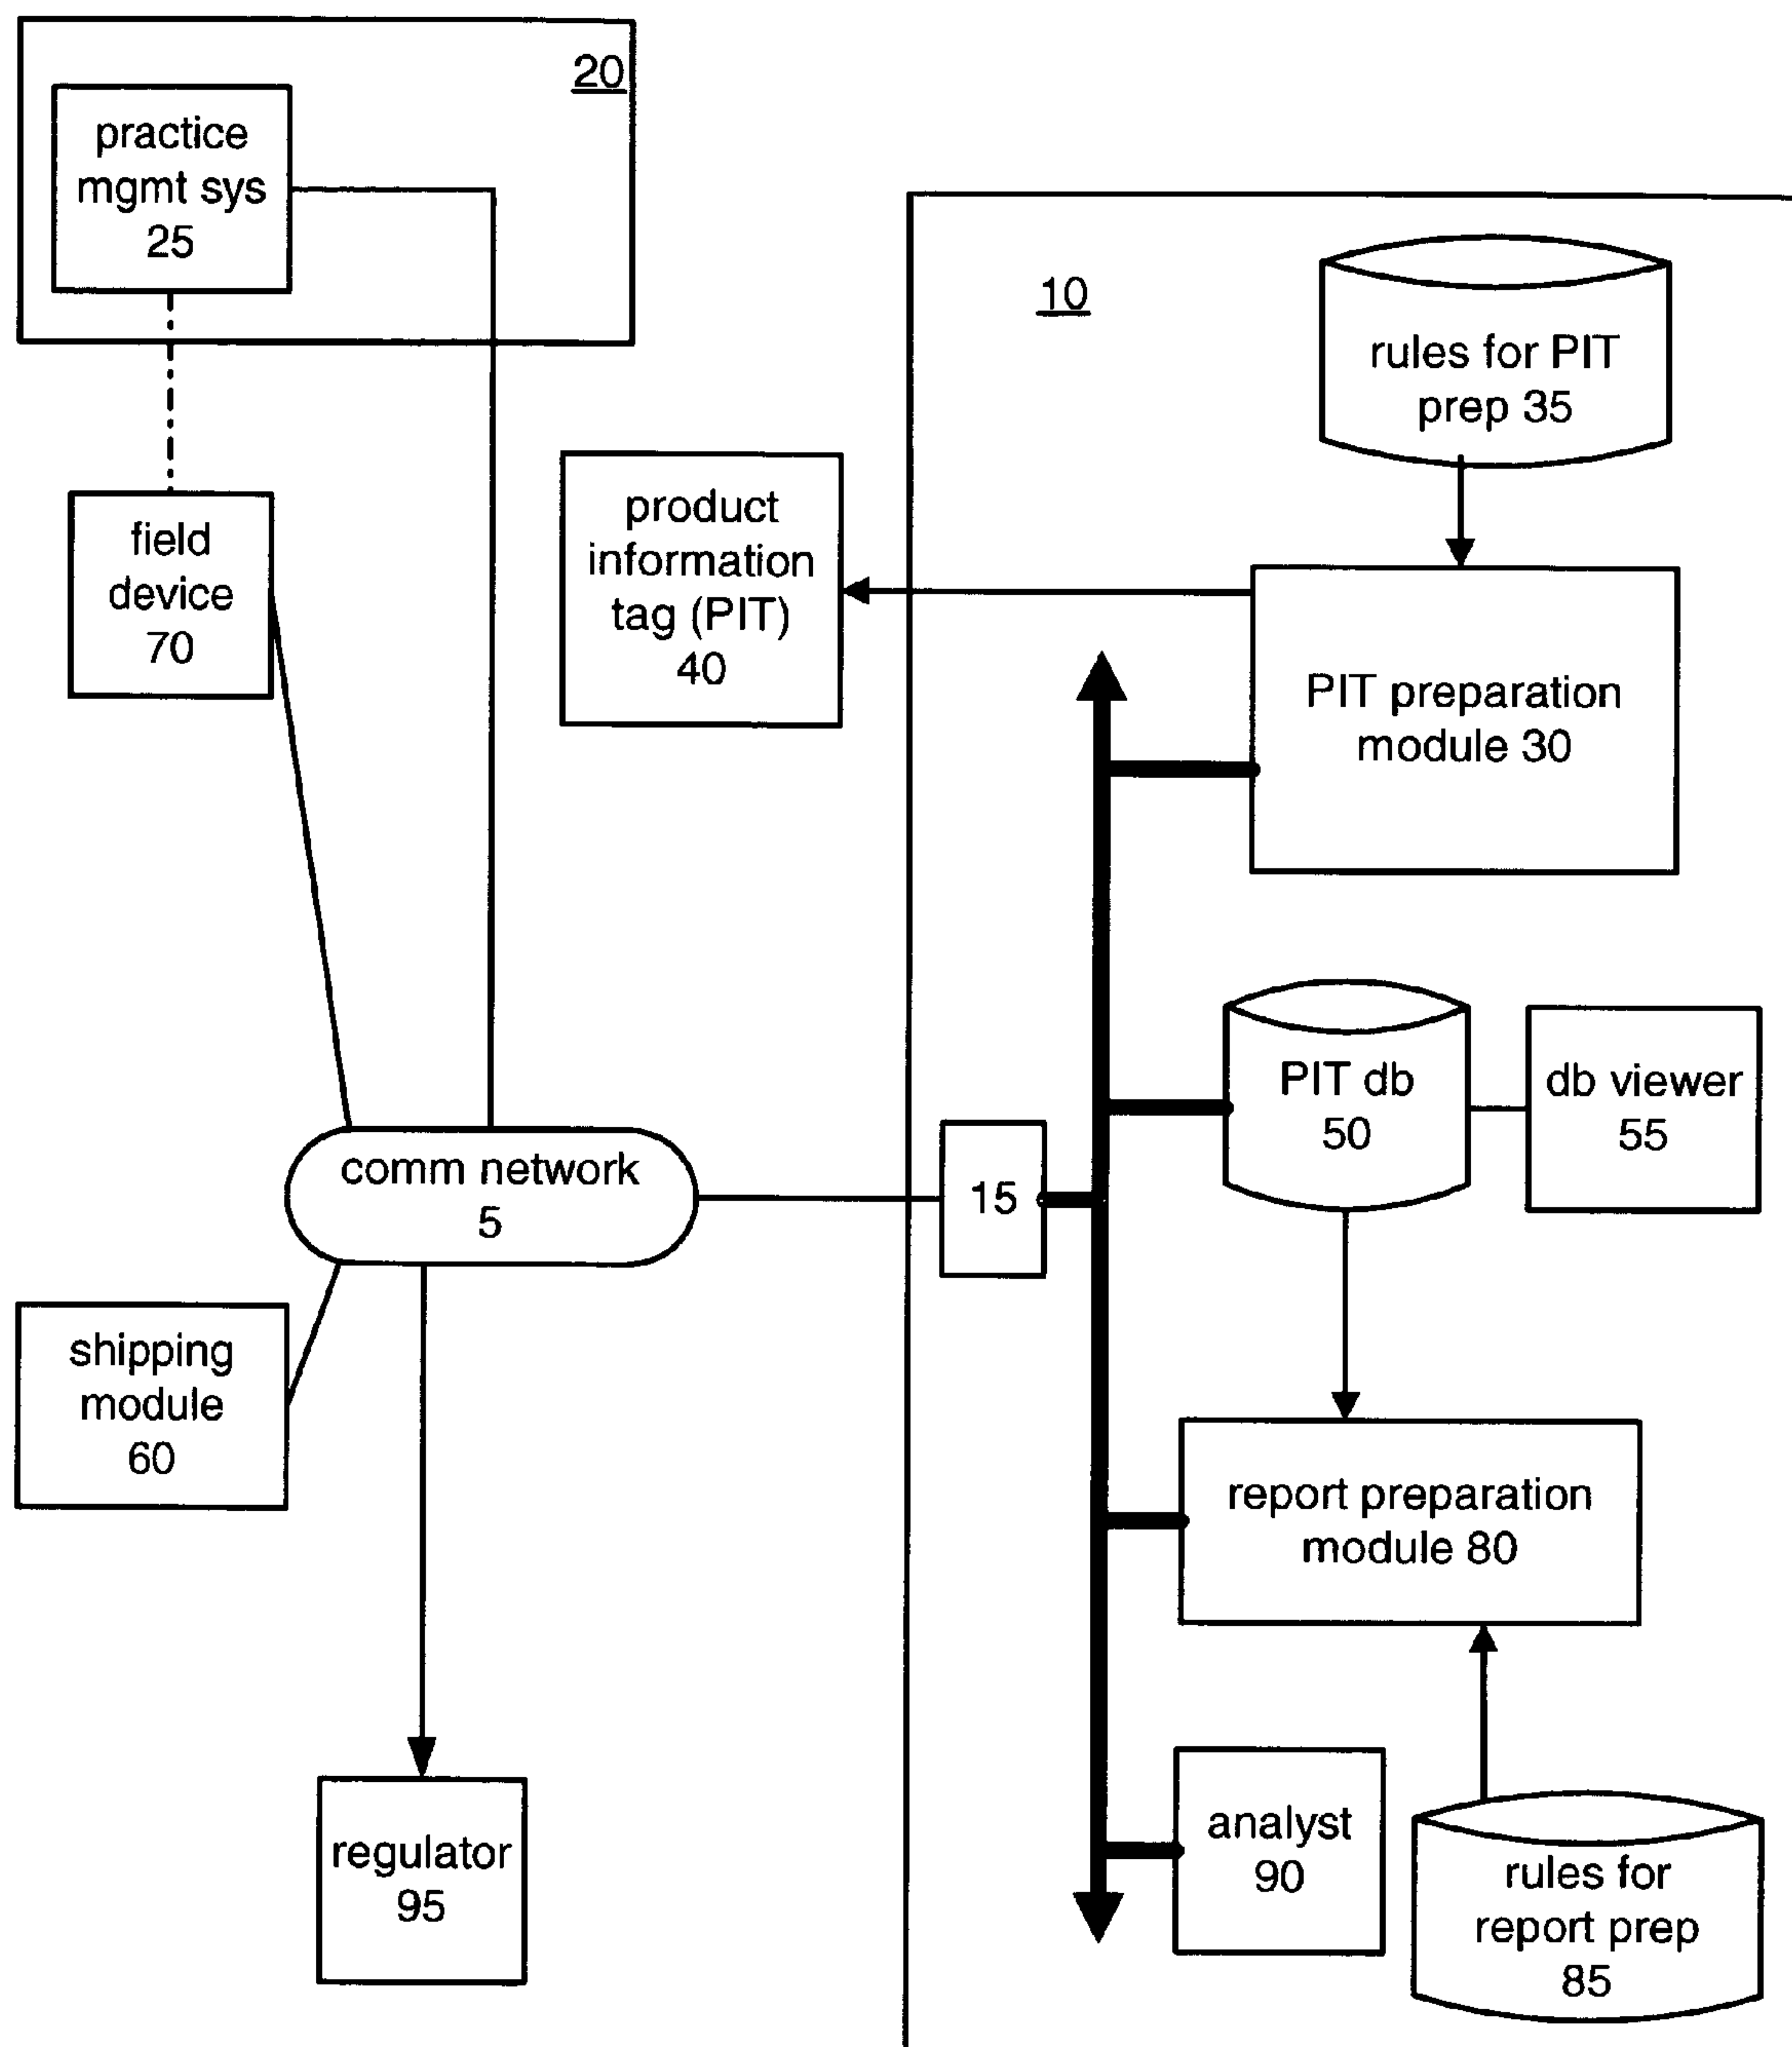 20
practice
mgmt sys
25
10
rules for PIT
prep 35
product
information
tag (PIT)
40
field
device
70
PIT preparation
module 30
PIT db
50
db viewer
55
comm network
5
15
shipping
module
60
report preparation
module 80
regulator
95
analyst
90
rules for
report prep
85